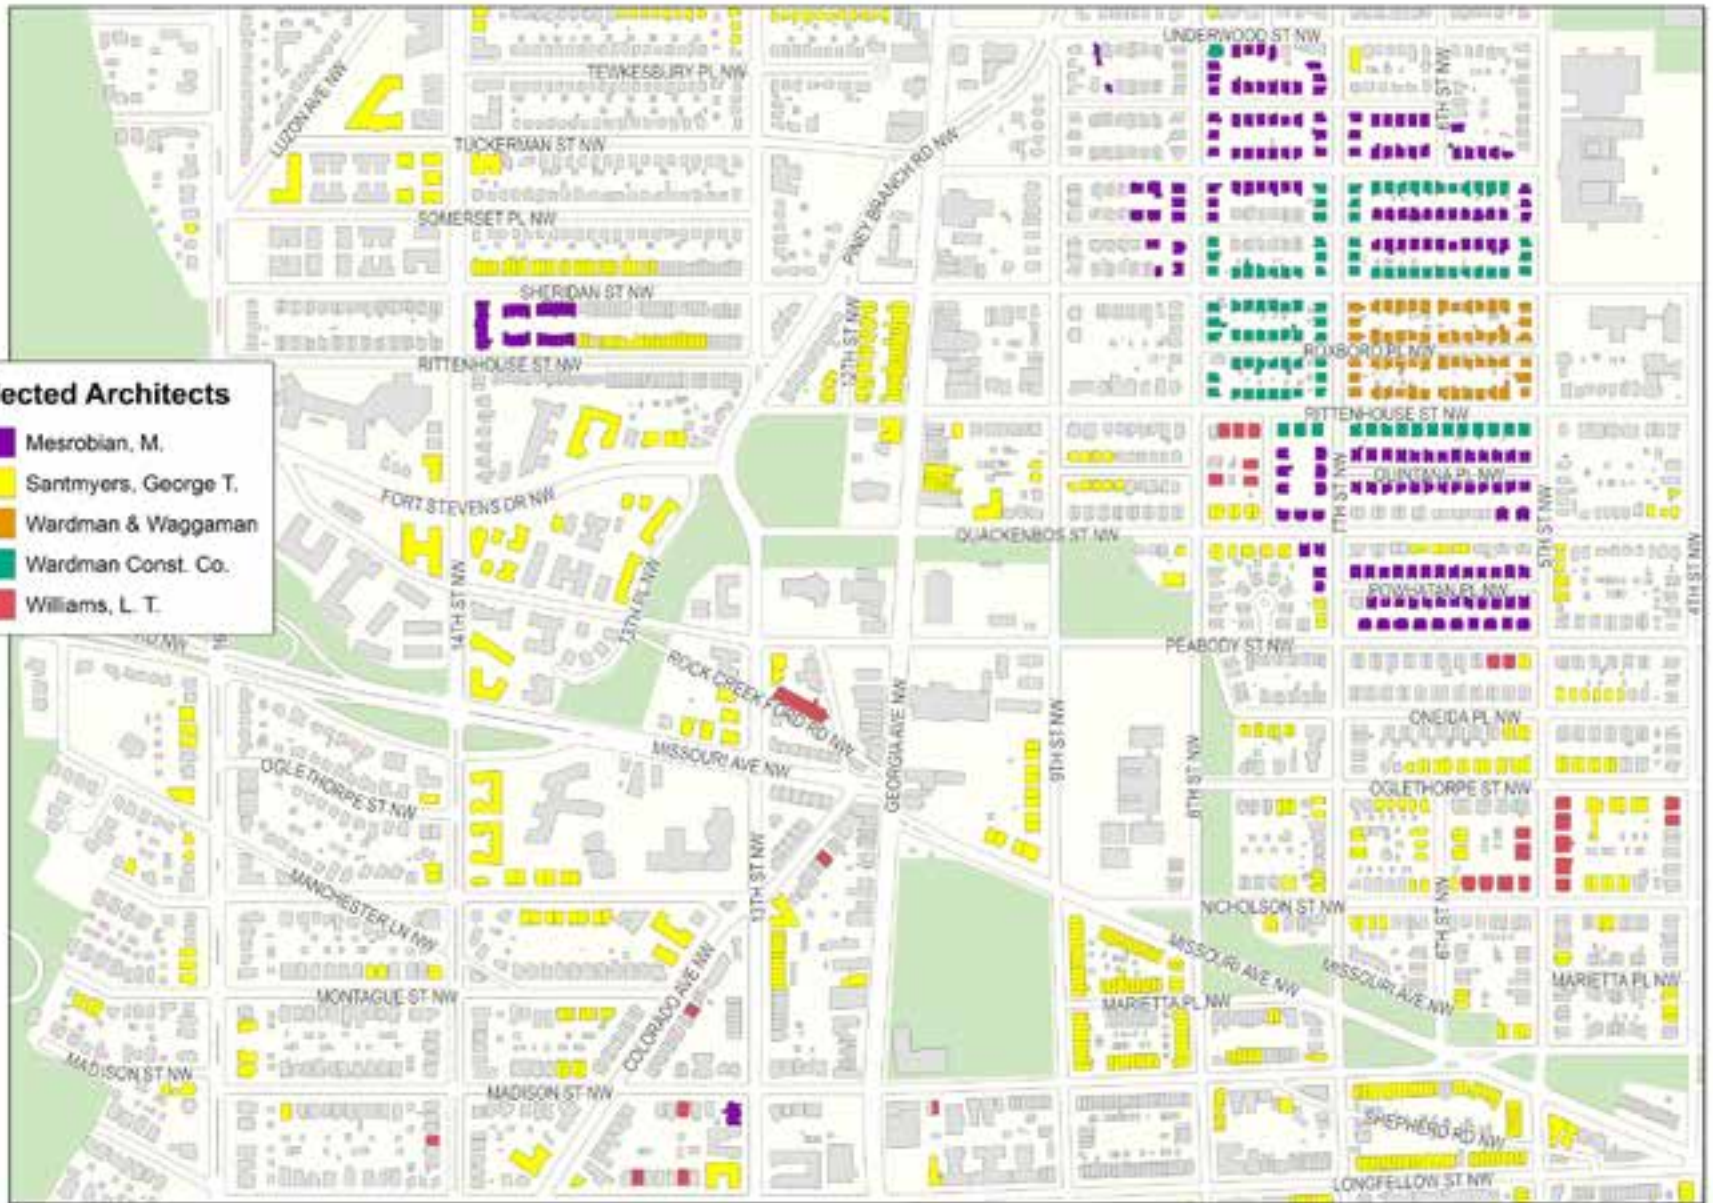 UNDERWOOD ST NW
TEWKESBURY PL NW
6TH ST NW
LUZON AVE NW
TUCKERMAN ST NW
PINEY BRANCH RD NW
SOMERSET PL NW
SHERIDAN ST NW
12TH ST NW
ROXBORO PL NW
RITTENHOUSE ST NW
RITTENHOUSE ST NW
ected Architects
Mesrobian, M.
Santmyers, George T.
Wardman & Waggaman
Wardman Const. Co.
Williams, L. T.
7TH ST NW
QUINTANA PL NW
FORT STEVENS DR NW
QUACKENBOS ST NW
5TH ST NW
4TH ST NW
14TH ST NW
13TH PL NW
POWHATAN PL NW
RD NW
PEABODY ST NW
ROCK CREEK FORD RD NW
GEORGIA AVE NW
9TH ST NW
8TH ST NW
ONEIDA PL NW
MISSOURI AVE NW
OGLETHORPE ST NW
OGLETHORPE ST NW
13TH ST NW
MANCHESTER LN NW
NICHOLSON ST NW
6TH ST NW
MISSOURI AVE NW
MISSOURI AVE NW
MARIETTA PL NW
MONTAGUE ST NW
MARIETTA PL NW
COLORADO AVE NW
MADISON ST NW
MADISON ST NW
SHEPHERD RD NW
LONGFELLOW ST NW